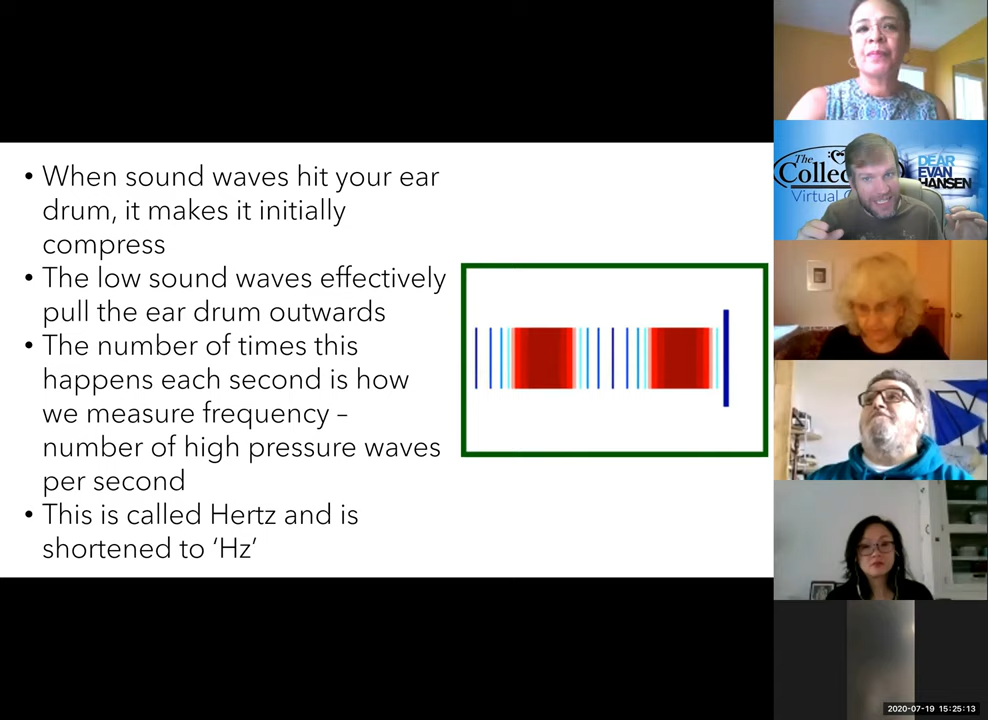 • When sound waves hit your ear
drum, it makes it initially
compress
• The low sound waves effectively
pull the ear drum outwards
• The number of times this
happens each second is how
we measure frequency –
number of high pressure waves
per second
• This is called Hertz and is
shortened to ‘Hz’
The
Virtual
DEAR
EVAN
HANSEN
2020-07-19 15:25:13